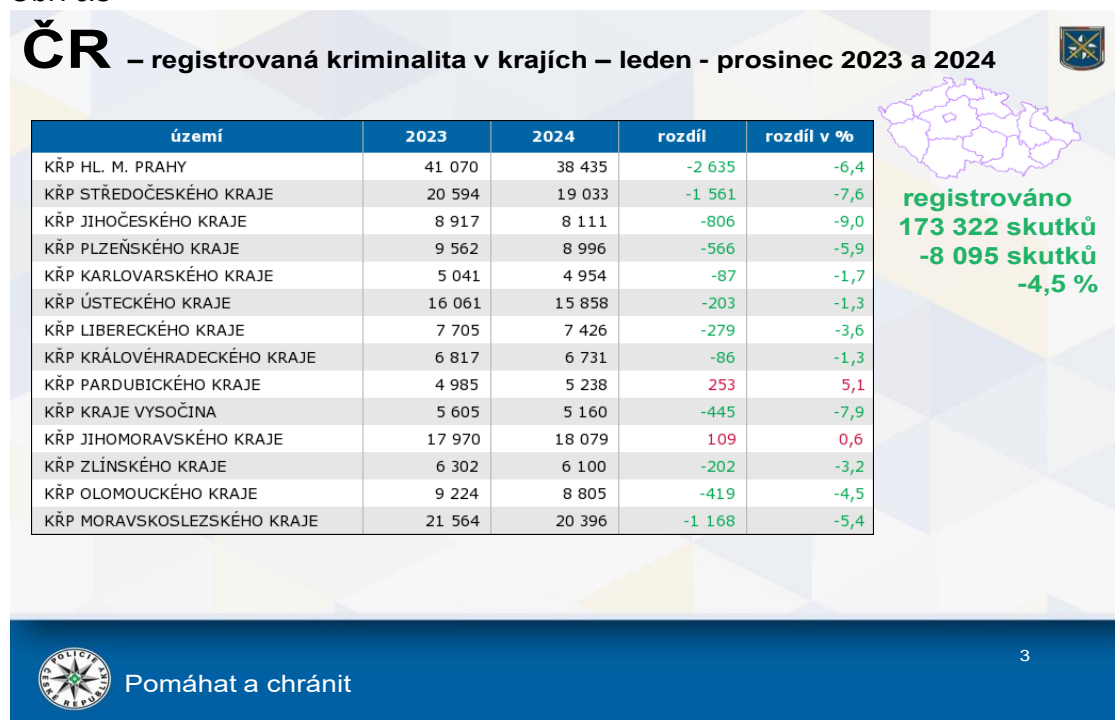 ČR – registrovaná kriminalita v krajích – leden - prosinec 2023 a 2024
území 2023 2024 rozdíl rozdíl v %
KŘP HL. M. PRAHY 41 070 38 435 -2 635 -6,4
KŘP STŘEDOČESKÉHO KRAJE 20 594 19 033 -1 561 -7,6
KŘP JIHOČESKÉHO KRAJE 8 917 8 111 -806 -9,0
KŘP PLZEŇSKÉHO KRAJE 9 562 8 996 -566 -5,9
KŘP KARLOVARSKÉHO KRAJE 5 041 4 954 -87 -1,7
KŘP ÚSTECKÉHO KRAJE 16 061 15 858 -203 -1,3
KŘP LIBERECKÉHO KRAJE 7 705 7 426 -279 -3,6
KŘP KRÁLOVÉHRADECKÉHO KRAJE 6 817 6 731 -86 -1,3
KŘP PARDUBICKÉHO KRAJE 4 985 5 238 253 5,1
KŘP KRAJE VYSOČINA 5 605 5 160 -445 -7,9
KŘP JIHOMORAVSKÉHO KRAJE 17 970 18 079 109 0,6
KŘP ZLÍNSKÉHO KRAJE 6 302 6 100 -202 -3,2
KŘP OLOMOUCKÉHO KRAJE 9 224 8 805 -419 -4,5
KŘP MORAVSKOSLEZSKÉHO KRAJE 21 564 20 396 -1 168 -5,4
registrováno
173 322 skutků
-8 095 skutků
-4,5 %
3
POLICIE ČESKÉ REPUBLIKY
Pomáhat a chránit